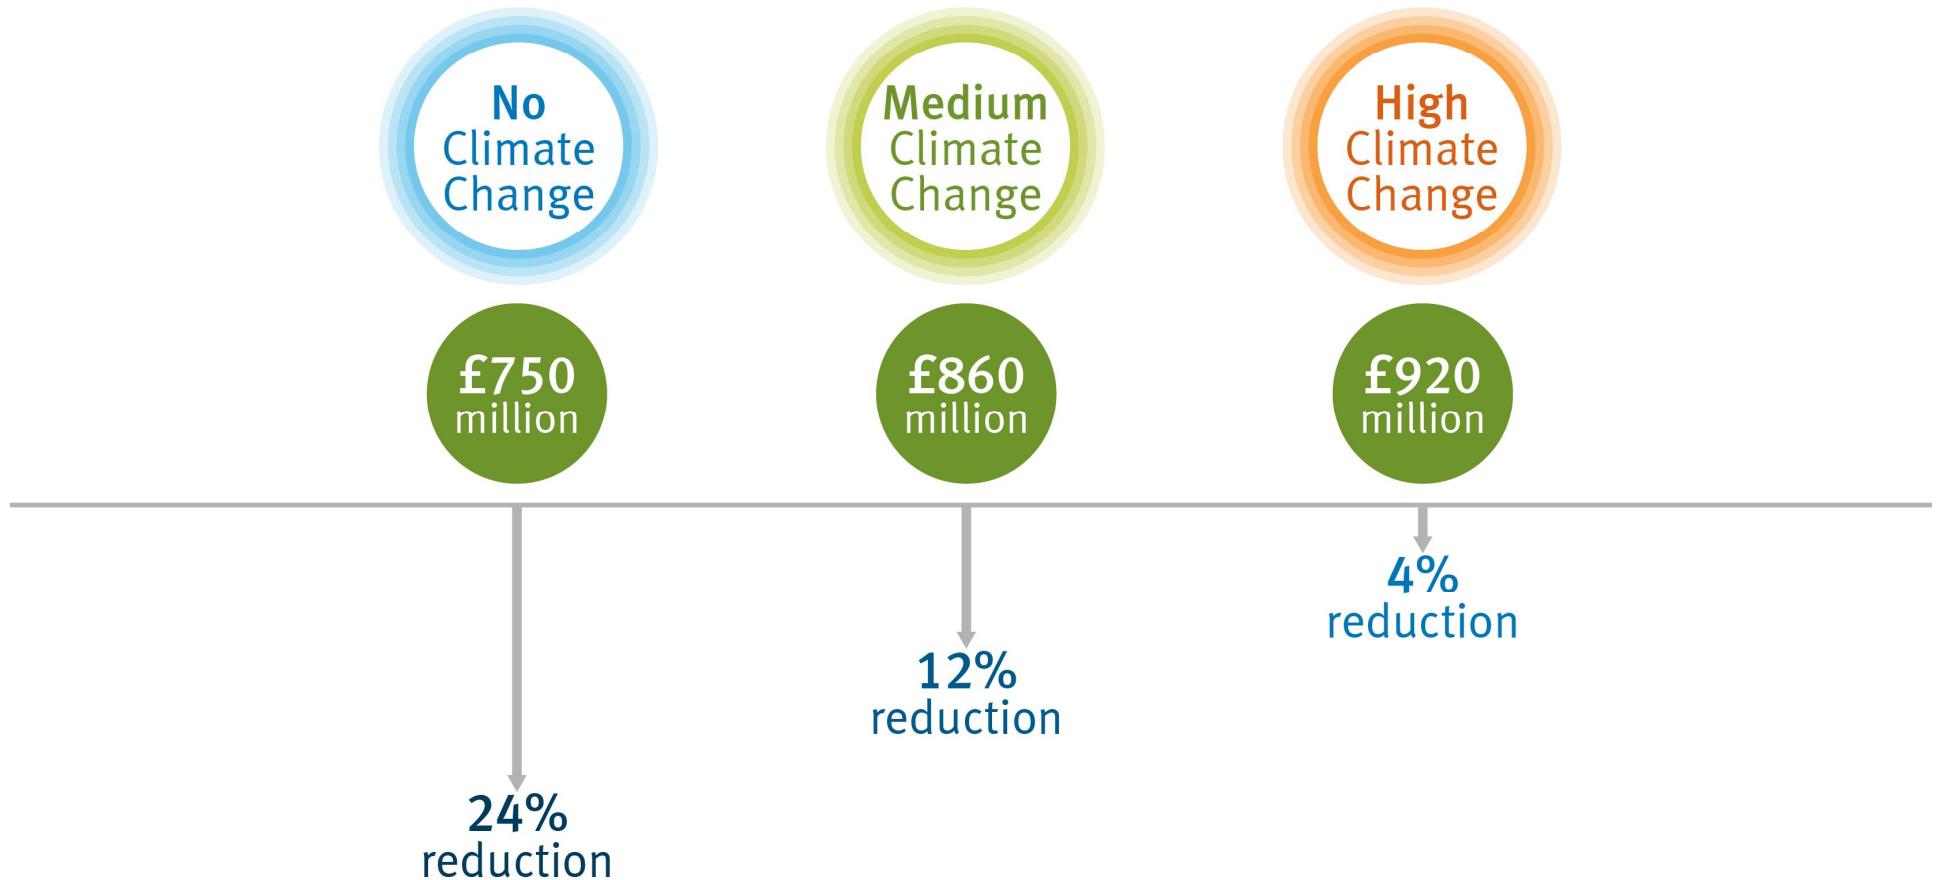 No
Climate
Change
Medium
Climate
Change
High
Climate
Change
£750
million
£860
million
£920
million
4%
reduction
12%
reduction
24%
reduction